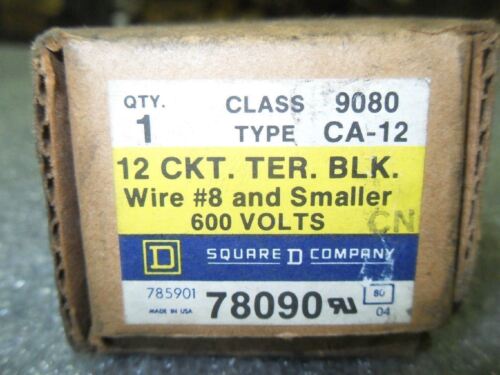 QTY. CLASS 9080
1 TYPE CA-12
12 CKT. TER. BLK.
Wire #8 and Smaller
600 VOLTS
CN
D SQUARE D COMPANY
785901 78090 80
MADE IN USA 04